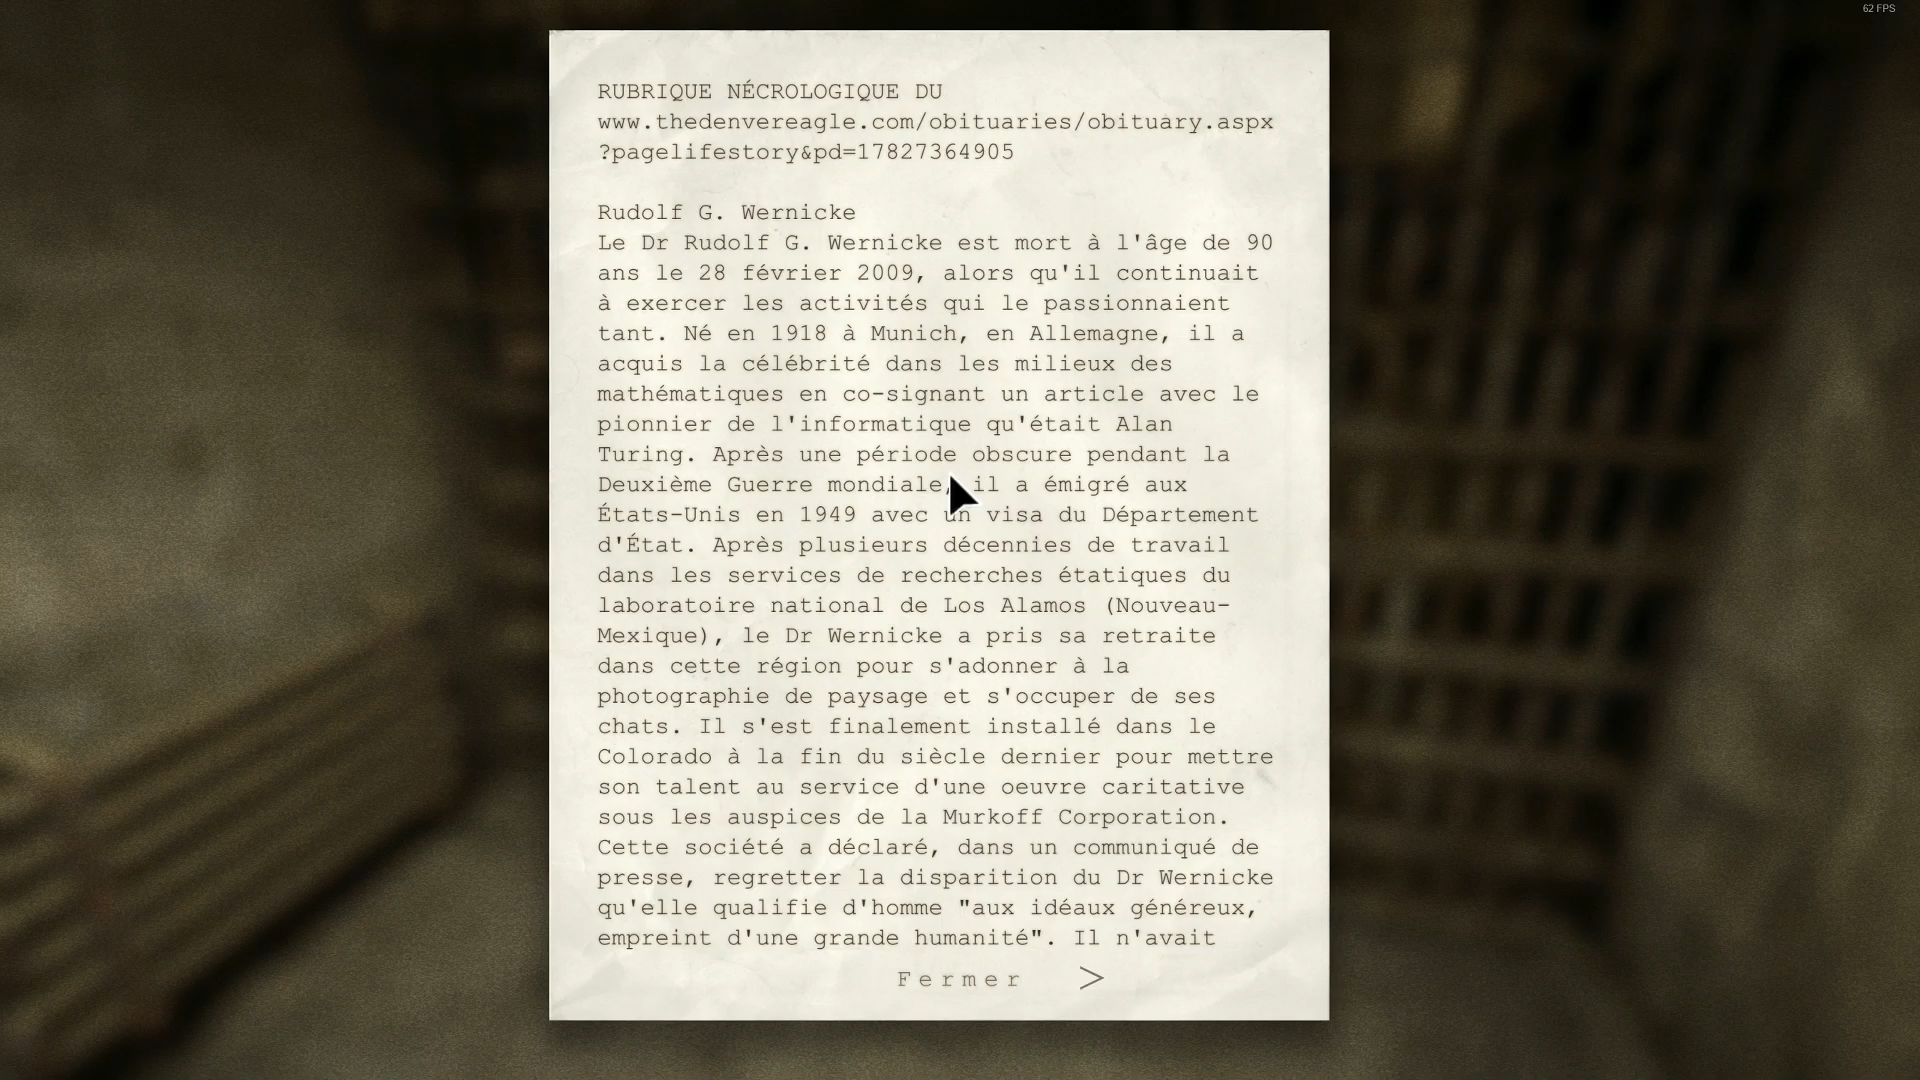 62 FPS
RUBRIQUE NÉCROLOGIQUE DU
www.thedenvereagle.com/obituaries/obituary.aspx
?pagelifestory&pd=17827364905
Rudolf G. Wernicke
Le Dr Rudolf G. Wernicke est mort à l'âge de 90
ans le 28 février 2009, alors qu'il continuait
à exercer les activités qui le passionnaient
tant. Né en 1918 à Munich, en Allemagne, il a
acquis la célébrité dans les milieux des
mathématiques en co-signant un article avec le
pionnier de l'informatique qu'était Alan
Turing. Après une période obscure pendant la
Deuxième Guerre mondiale, il a émigré aux
États-Unis en 1949 avec un visa du Département
d'État. Après plusieurs décennies de travail
dans les services de recherches étatiques du
laboratoire national de Los Alamos (Nouveau-
Mexique), le Dr Wernicke a pris sa retraite
dans cette région pour s'adonner à la
photographie de paysage et s'occuper de ses
chats. Il s'est finalement installé dans le
Colorado à la fin du siècle dernier pour mettre
son talent au service d'une oeuvre caritative
sous les auspices de la Murkoff Corporation.
Cette société a déclaré, dans un communiqué de
presse, regretter la disparition du Dr Wernicke
qu'elle qualifie d'homme "aux idéaux généreux,
empreint d'une grande humanité". Il n'avait
Fermer >